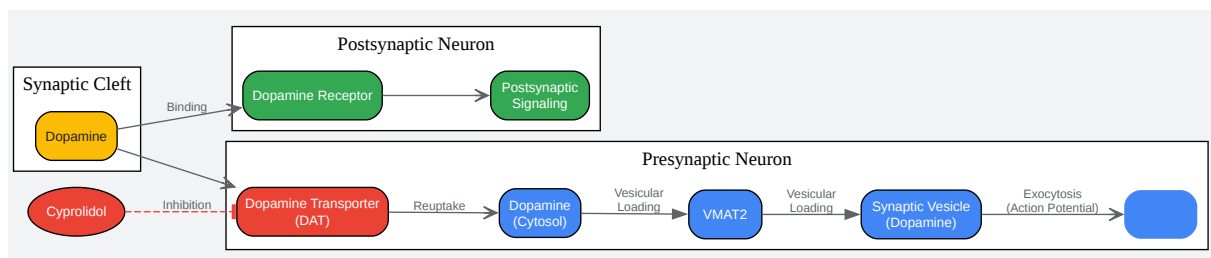 Postsynaptic Neuron
Synaptic Cleft
Dopamine Receptor
Postsynaptic
Signaling
Binding
Dopamine
Presynaptic Neuron
Cyprolidol
Inhibition
Dopamine Transporter
(DAT)
Reuptake
Dopamine
(Cytosol)
Vesicular
Loading
VMAT2
Vesicular
Loading
Synaptic Vesicle
(Dopamine)
Exocytosis
(Action Potential)